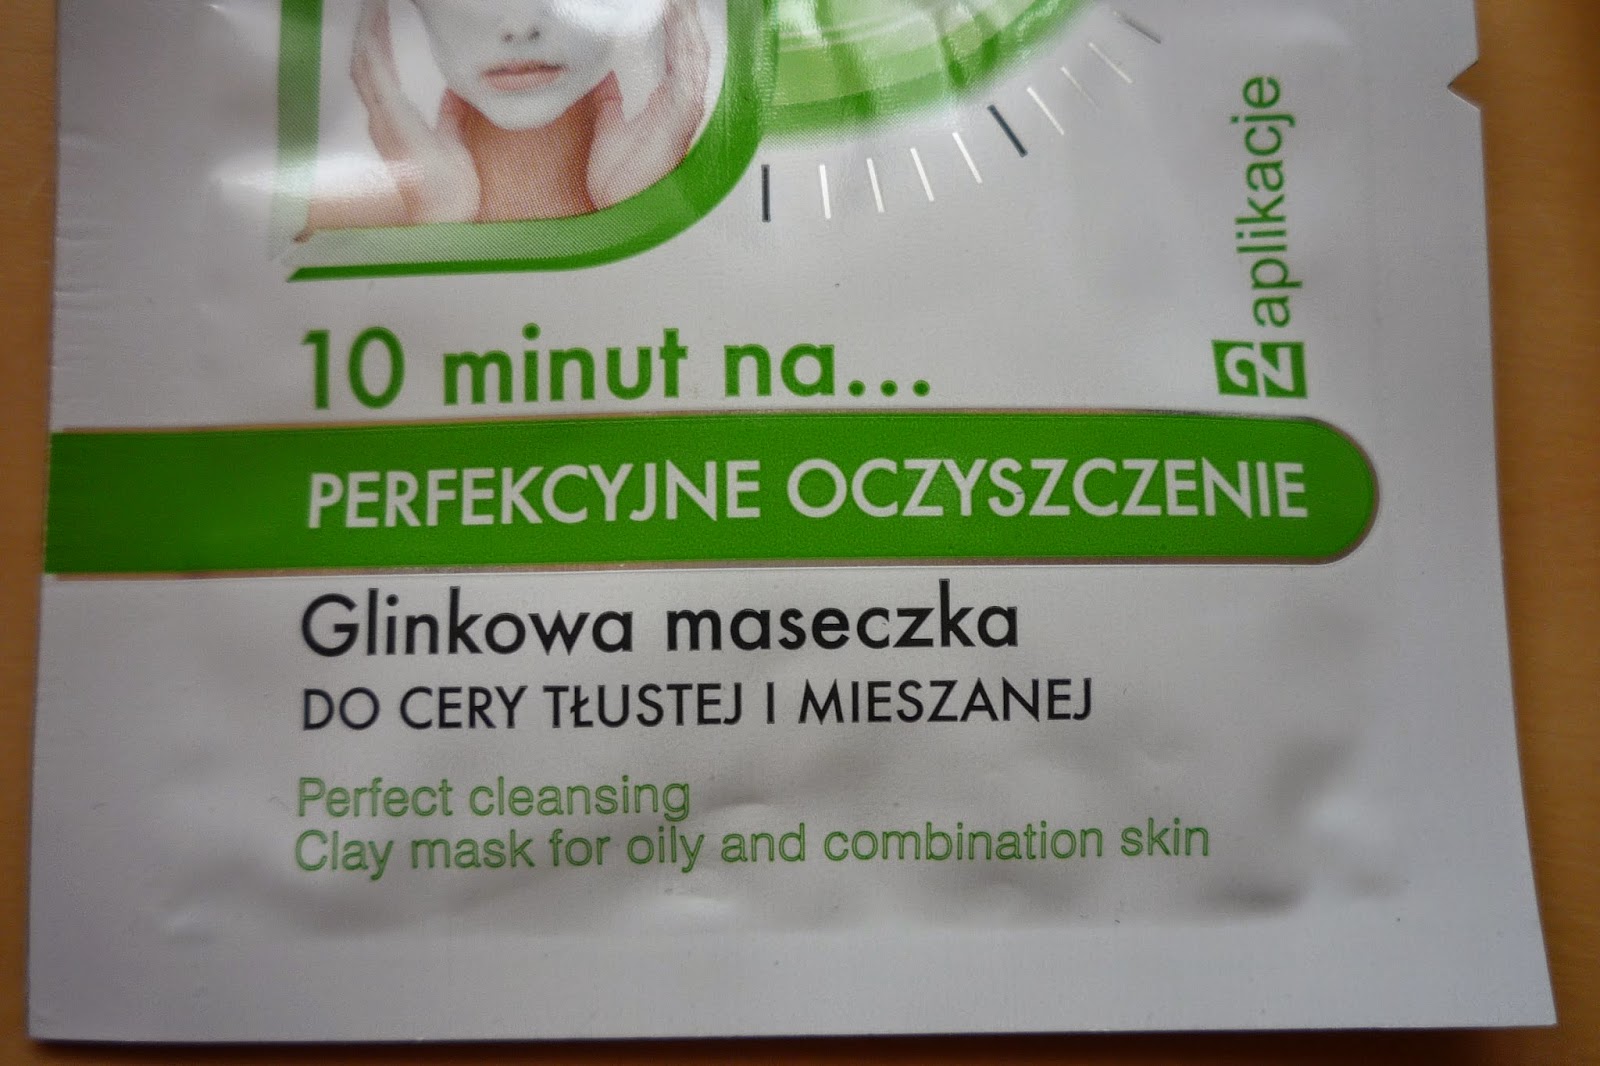 2 aplikacje
10 minut na...
PERFEKCYJNE OCZYSZCZENIE
Glinkowa maseczka
DO CERY TŁUSTEJ I MIESZANEJ
Perfect cleansing
Clay mask for oily and combination skin